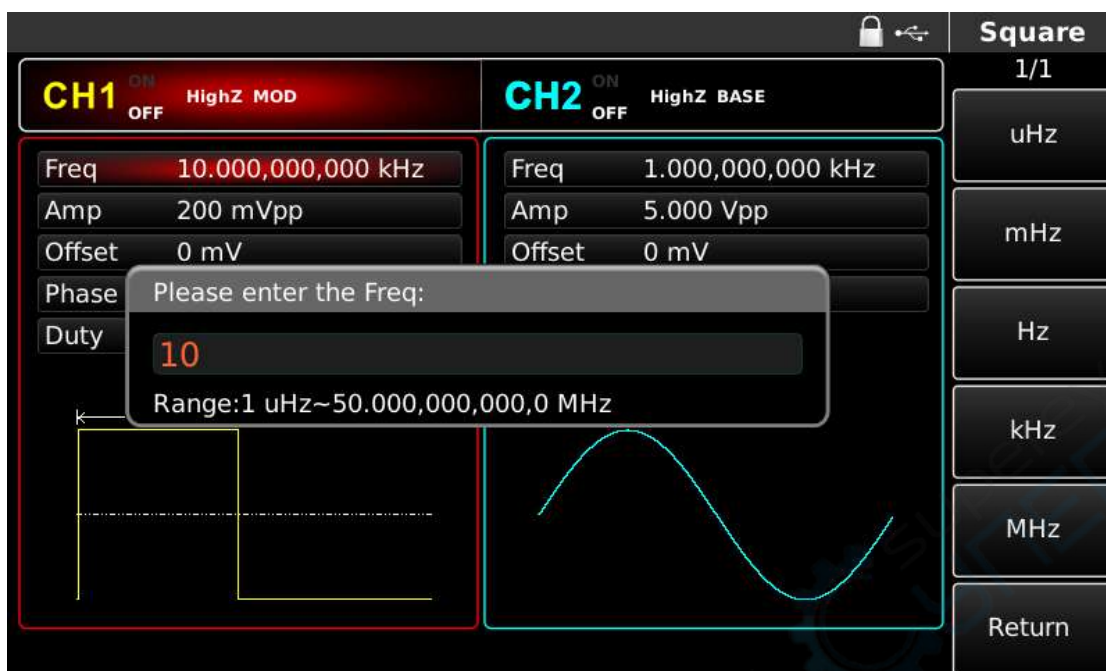 Square
1/1
CH1 ON OFF HighZ MOD
CH2 ON OFF HighZ BASE
Freq 10.000,000,000 kHz
Amp 200 mVpp
Offset 0 mV
Phase
Duty
Freq 1.000,000,000 kHz
Amp 5.000 Vpp
Offset 0 mV
Please enter the Freq:
10
Range:1 uHz~50.000,000,000,0 MHz
uHz
mHz
Hz
kHz
MHz
Return